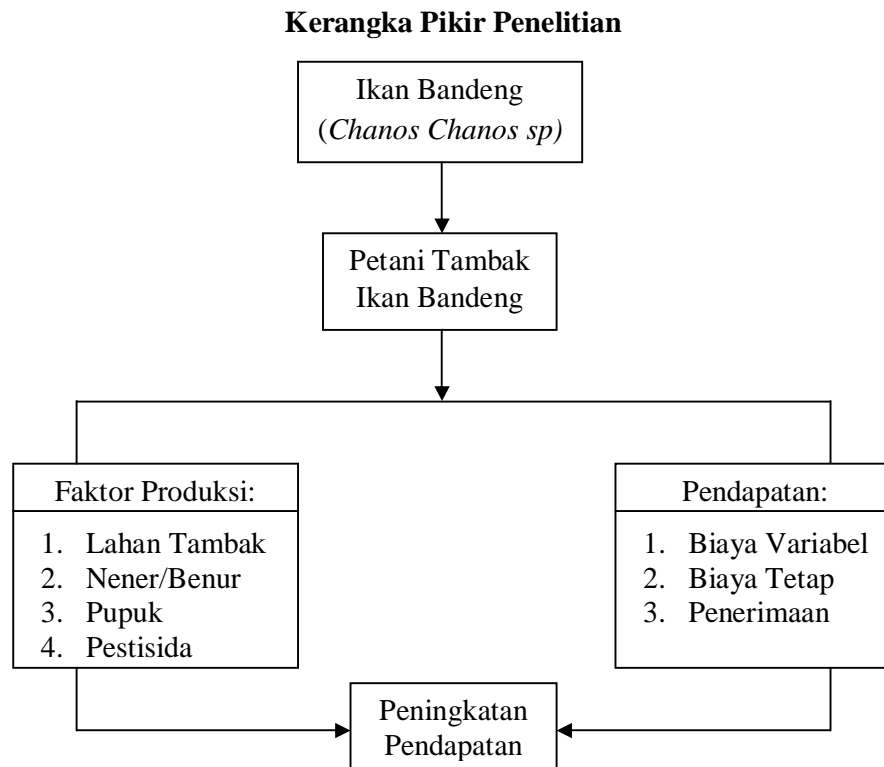 Kerangka Pikir Penelitian
Ikan Bandeng
(Chanos Chanos sp)
Petani Tambak
Ikan Bandeng
Faktor Produksi:
1. Lahan Tambak
2. Nener/Benur
3. Pupuk
4. Pestisida
Pendapatan:
1. Biaya Variabel
2. Biaya Tetap
3. Penerimaan
Peningkatan
Pendapatan